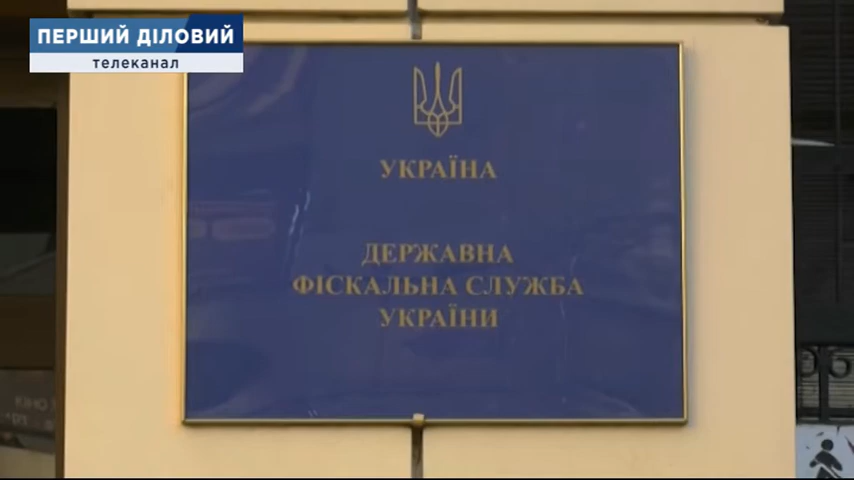 ПЕРШИЙ ДІЛОВИЙ
телеканал
УКРАЇНА
ДЕРЖАВНА
ФІСКАЛЬНА СЛУЖБА
УКРАЇНИ